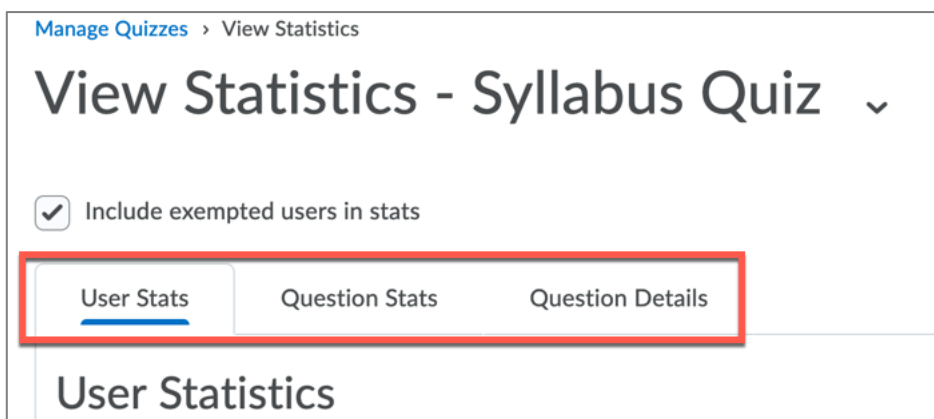 Manage Quizzes › View Statistics
View Statistics - Syllabus Quiz
Include exempted users in stats
User Stats Question Stats Question Details
User Statistics